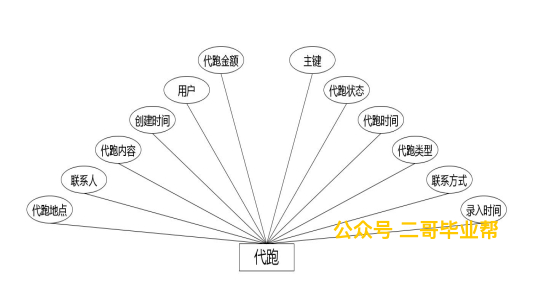 代跑金额
主键
用户
代跑状态
创建时间
代跑时间
代跑内容
代跑类型
联系人
联系方式
代跑地点
录入时间
公众号 二哥毕业帮
代跑